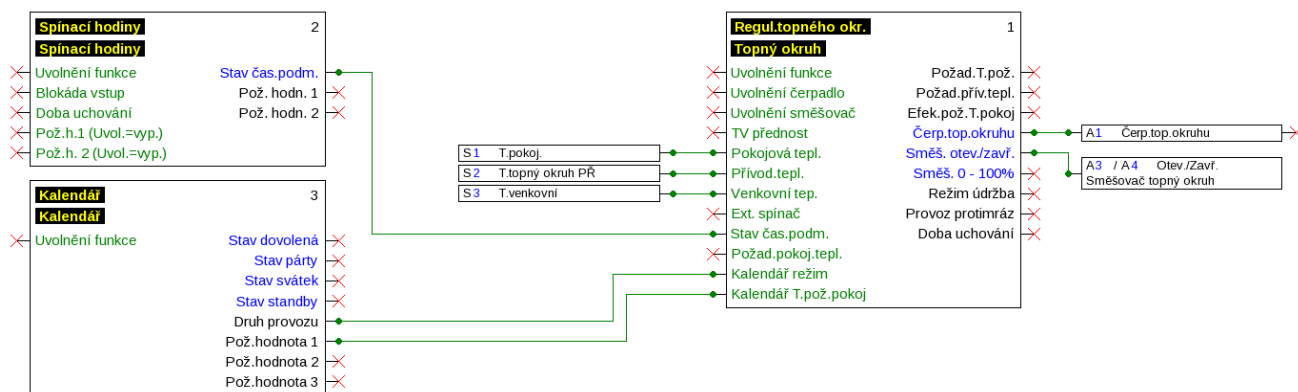 Spínací hodiny 2
Spínací hodiny
Uvolnění funkce Stav čas.podm.
Blokáda vstup Pož. hodn. 1
Doba uchování Pož. hodn. 2
Pož.h.1 (Uvol.=vyp.)
Pož.h. 2 (Uvol.=vyp.)
Kalendář 3
Kalendář
Uvolnění funkce Stav dovolená
Stav párty
Stav svátek
Stav standby
Druh provozu
Pož.hodnota 1
Pož.hodnota 2
Pož.hodnota 3
S1 T.pokoj.
S2 T.topný okruh PŘ
S3 T.venkovní
Regul.topného okr. 1
Topný okruh
Uvolnění funkce Požad.T.pož.
Uvolnění čerpadlo Požad.přív.tepl.
Uvolnění směšovač Efek.pož.T.pokoj
TV přednost Čerp.top.okruhu
Pokojová tepl. Směš. otev./zavř.
Přívod.tepl. Směš. 0 - 100%
Venkovní tep. Režim údržba
Ext. spínač Provoz protimráz
Stav čas.podm. Doba uchování
Požad.pokoj.tepl.
Kalendář režim
Kalendář T.pož.pokoj
A1 Čerp.top.okruhu
A3 / A4 Otev./Zavř.
Směšovač topný okruh